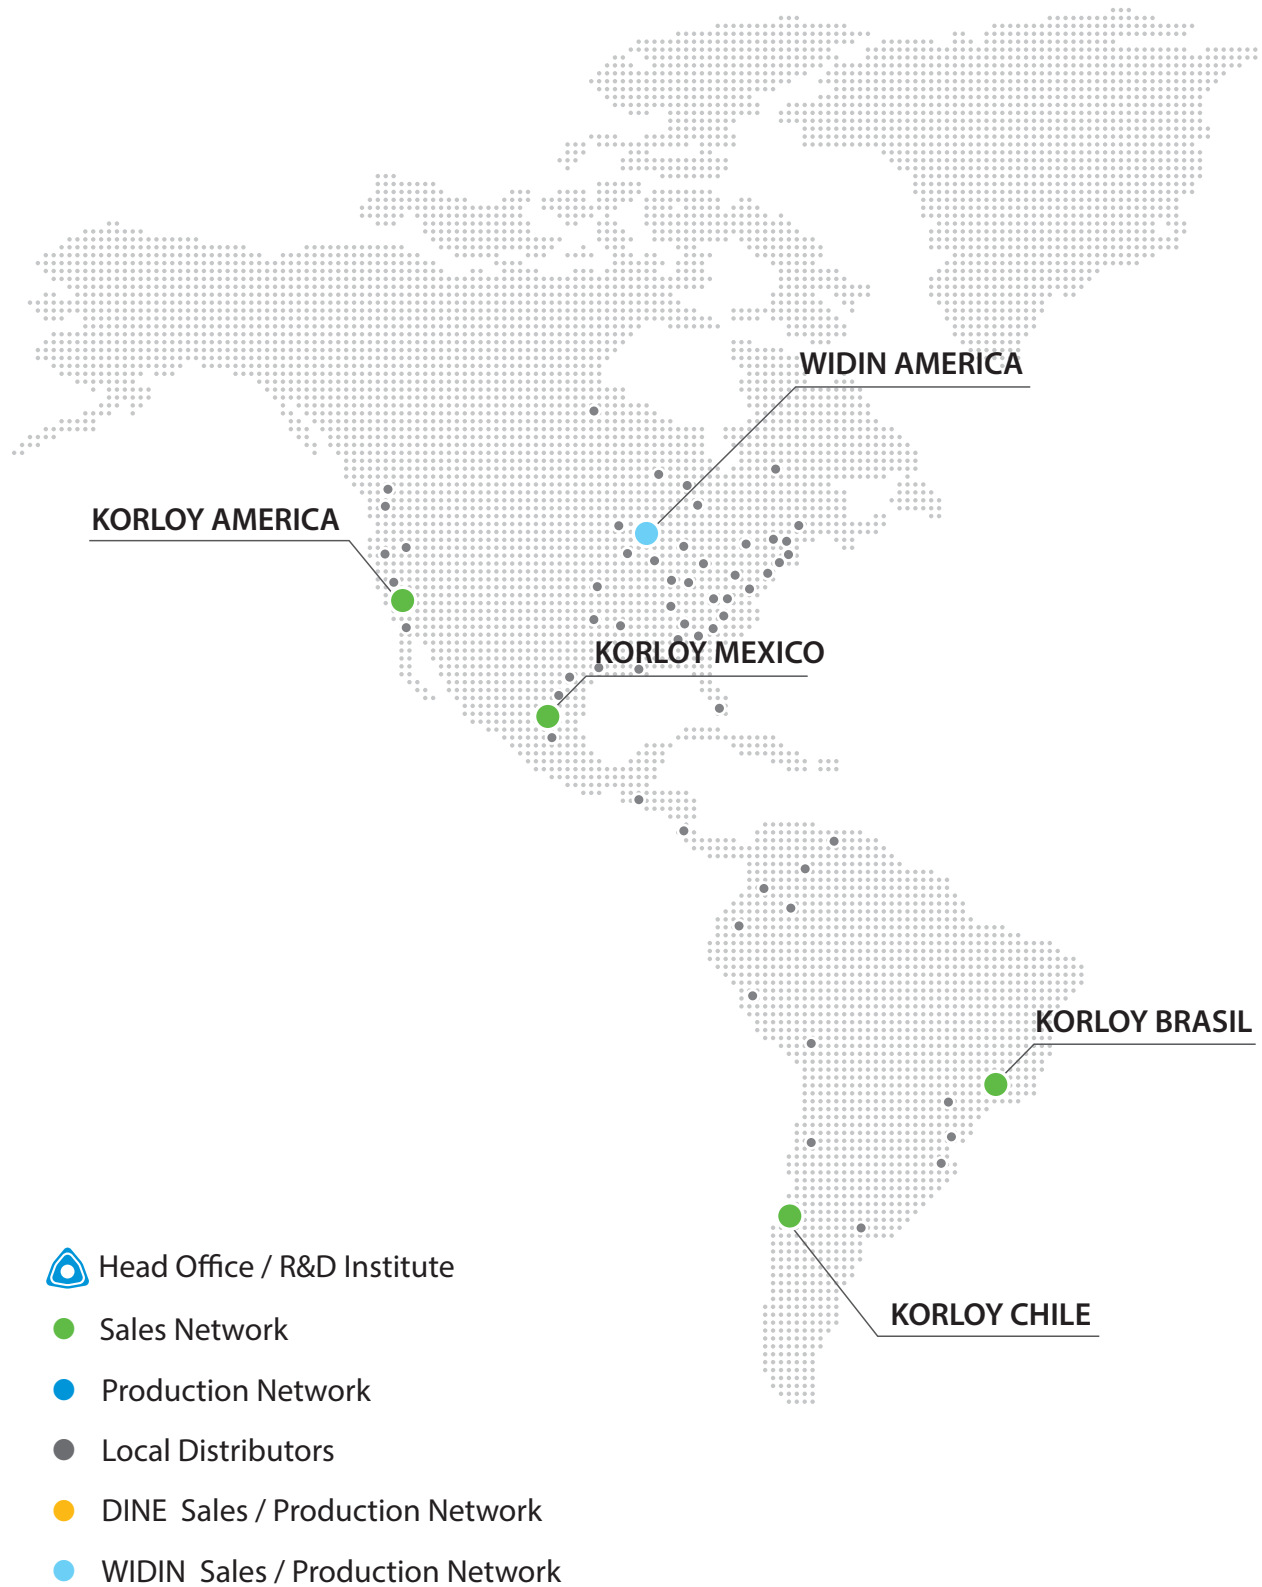 WIDIN AMERICA
KORLOY AMERICA
KORLOY MEXICO
KORLOY BRASIL
KORLOY CHILE
Head Office / R&D Institute
Sales Network
Production Network
Local Distributors
DINE Sales / Production Network
WIDIN Sales / Production Network